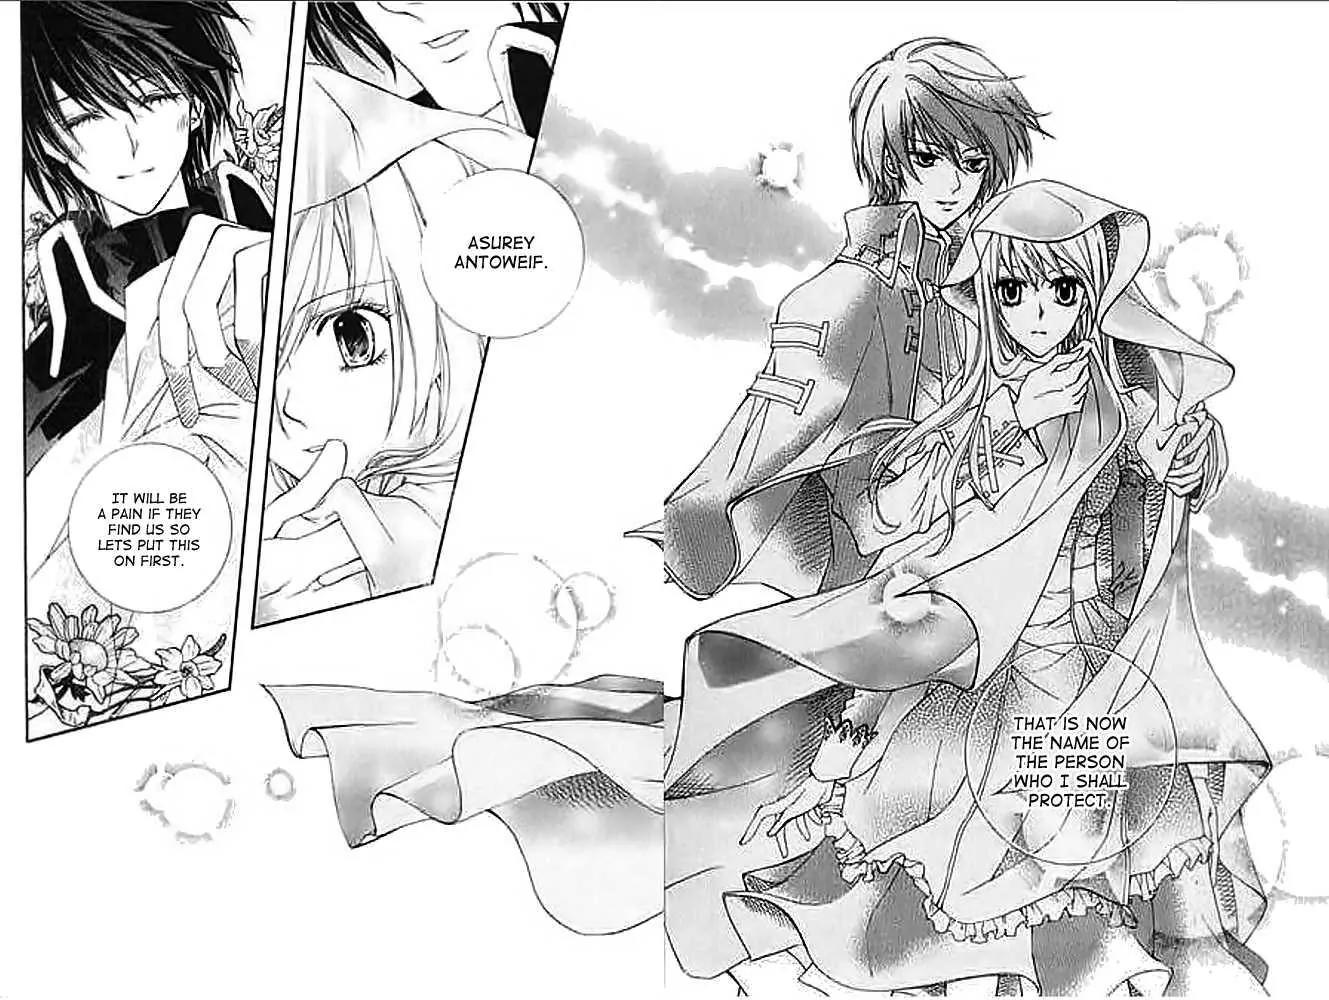 IT WILL BE
A PAIN IF THEY
FIND US SO
LETS PUT THIS
ON FIRST.
ASUREY
ANTOWEIF.
THAT IS NOW
THE NAME OF
THE PERSON
WHO I SHALL
PROTECT.